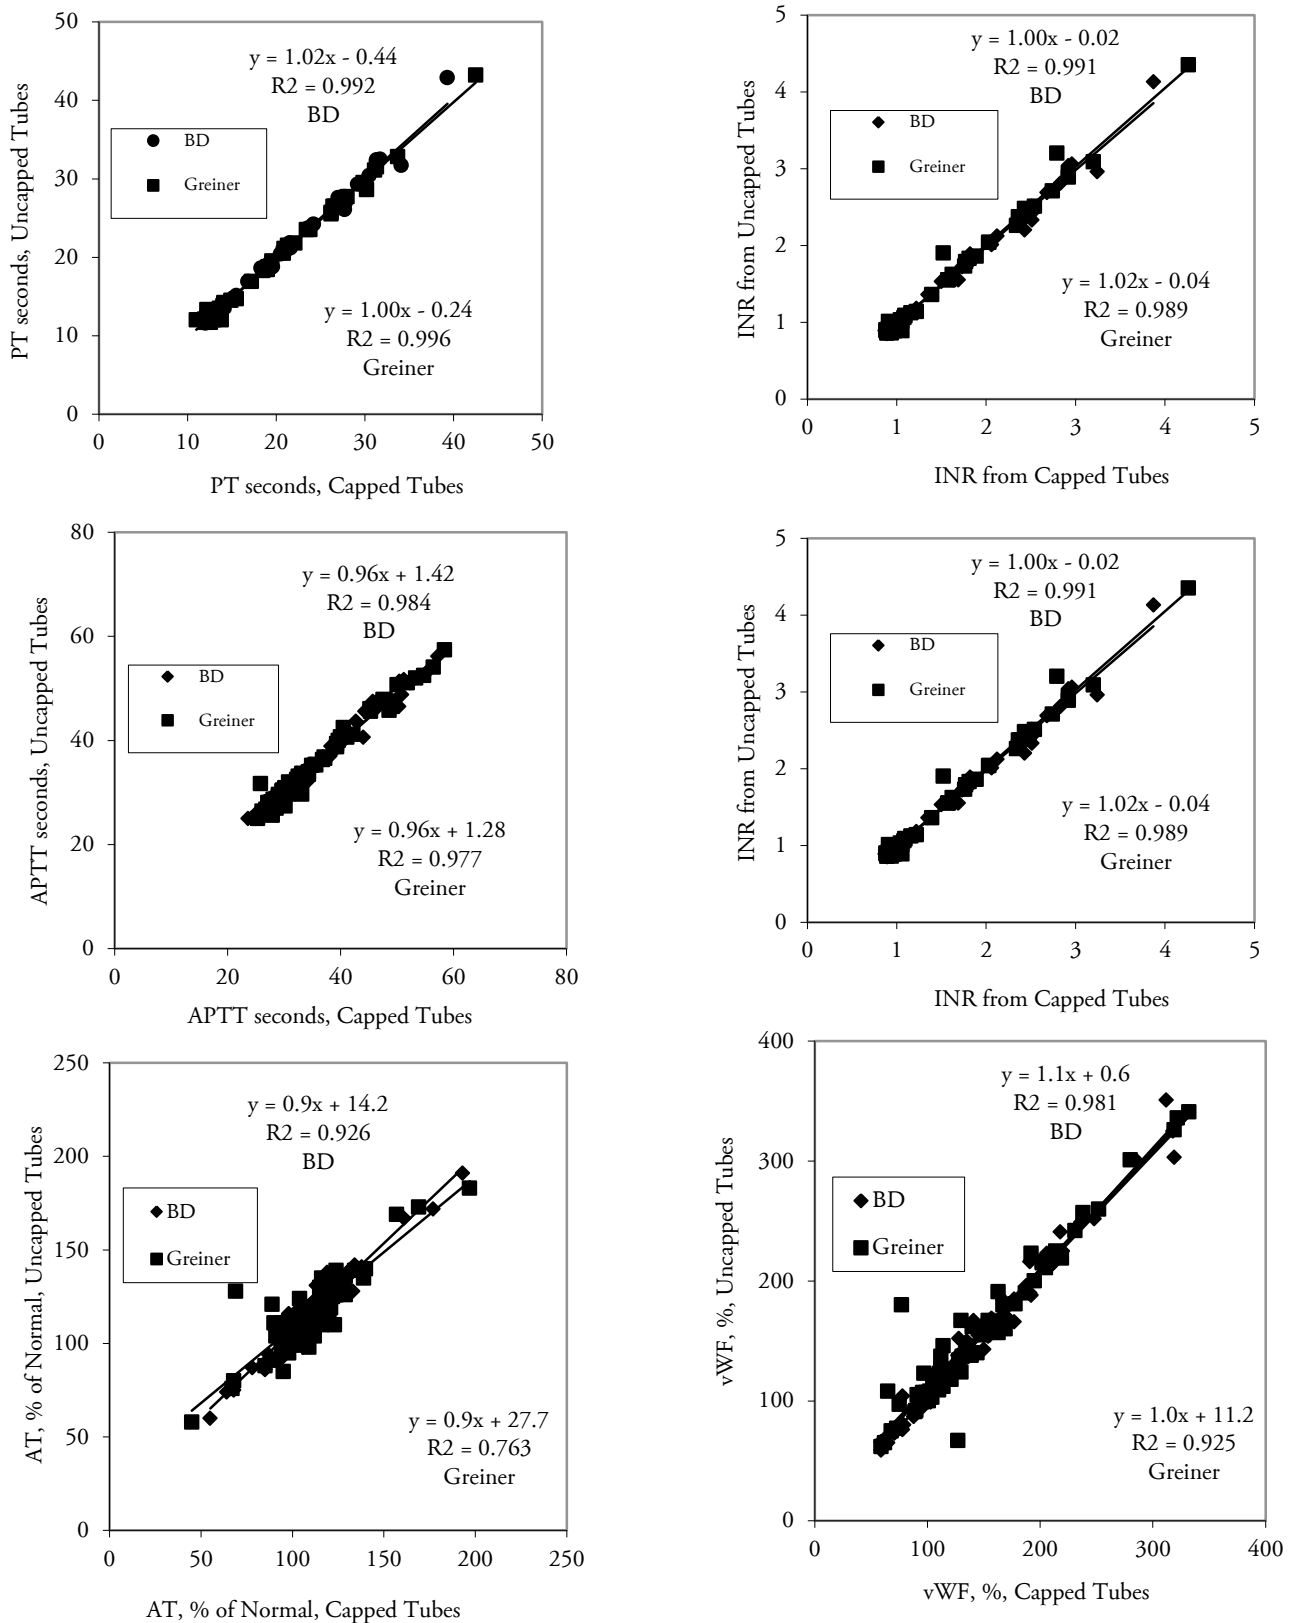 50
40
30
20
10
0
PT seconds, Uncapped Tubes
y = 1.02x - 0.44
R2 = 0.992
BD
BD
Greiner
y = 1.00x - 0.24
R2 = 0.996
Greiner
0 10 20 30 40 50
PT seconds, Capped Tubes
5
4
3
2
1
0
INR from Uncapped Tubes
y = 1.00x - 0.02
R2 = 0.991
BD
BD
Greiner
y = 1.02x - 0.04
R2 = 0.989
Greiner
0 1 2 3 4 5
INR from Capped Tubes
80
60
40
20
0
APTT seconds, Uncapped Tubes
y = 0.96x + 1.42
R2 = 0.984
BD
BD
Greiner
y = 0.96x + 1.28
R2 = 0.977
Greiner
0 20 40 60 80
APTT seconds, Capped Tubes
5
4
3
2
1
0
INR from Uncapped Tubes
y = 1.00x - 0.02
R2 = 0.991
BD
BD
Greiner
y = 1.02x - 0.04
R2 = 0.989
Greiner
0 1 2 3 4 5
INR from Capped Tubes
250
200
150
100
50
0
AT, % of Normal, Uncapped Tubes
y = 0.9x + 14.2
R2 = 0.926
BD
BD
Greiner
y = 0.9x + 27.7
R2 = 0.763
Greiner
0 50 100 150 200 250
AT, % of Normal, Capped Tubes
400
300
200
100
0
vWF, %, Uncapped Tubes
y = 1.1x + 0.6
R2 = 0.981
BD
BD
Greiner
y = 1.0x + 11.2
R2 = 0.925
Greiner
0 100 200 300 400
vWF, %, Capped Tubes